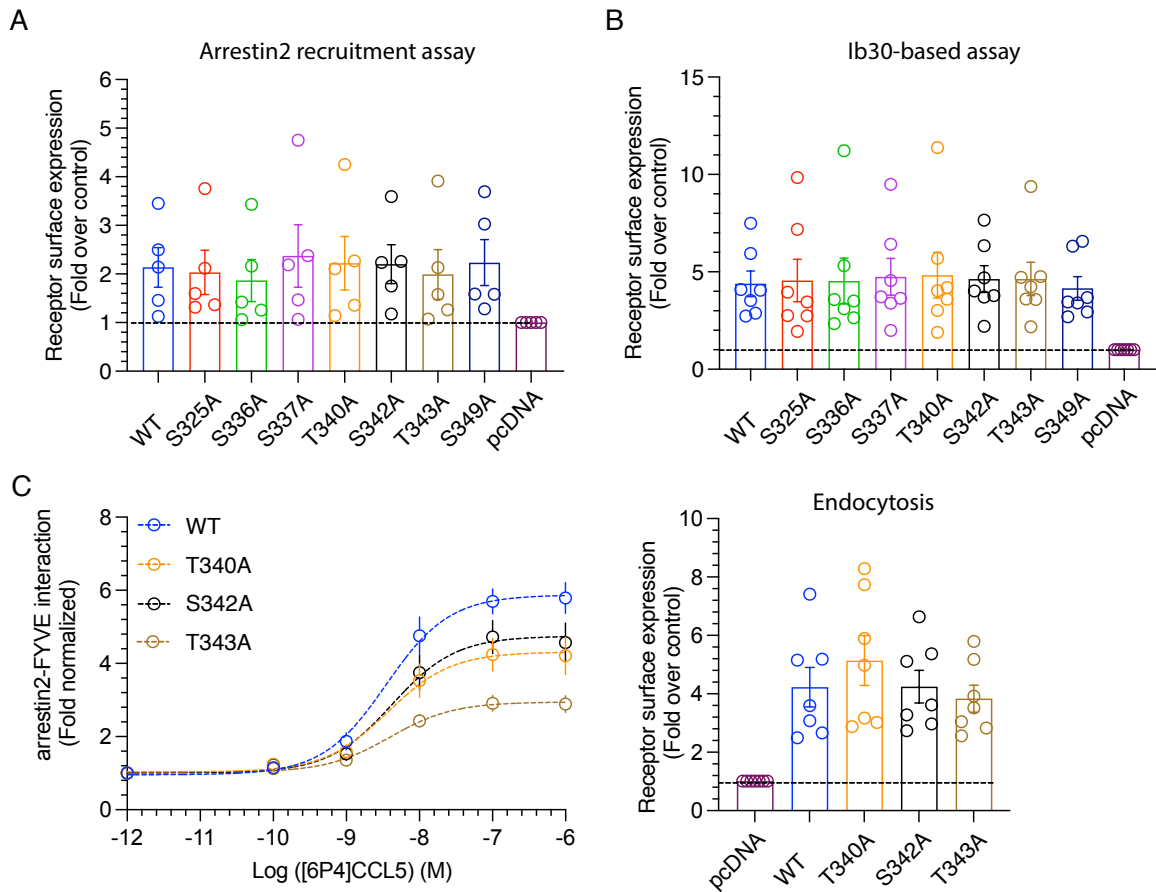 A
Arrestin2 recruitment assay
Receptor surface expression
(Fold over control)
6
5
4
3
2
1
0
WT
S325A
S336A
S337A
T340A
S342A
T343A
S349A
pcDNA
B
Ib30-based assay
Receptor surface expression
(Fold over control)
15
10
5
0
WT
S325A
S336A
S337A
T340A
S342A
T343A
S349A
pcDNA
C
arrestin2-FYVE interaction
(Fold normalized)
8
6
4
2
0
WT
T340A
S342A
T343A
-12
-11
-10
-9
-8
-7
-6
Log ([6P4]CCL5) (M)
Endocytosis
Receptor surface expression
(Fold over control)
10
8
6
4
2
0
pcDNA
WT
T340A
S342A
T343A